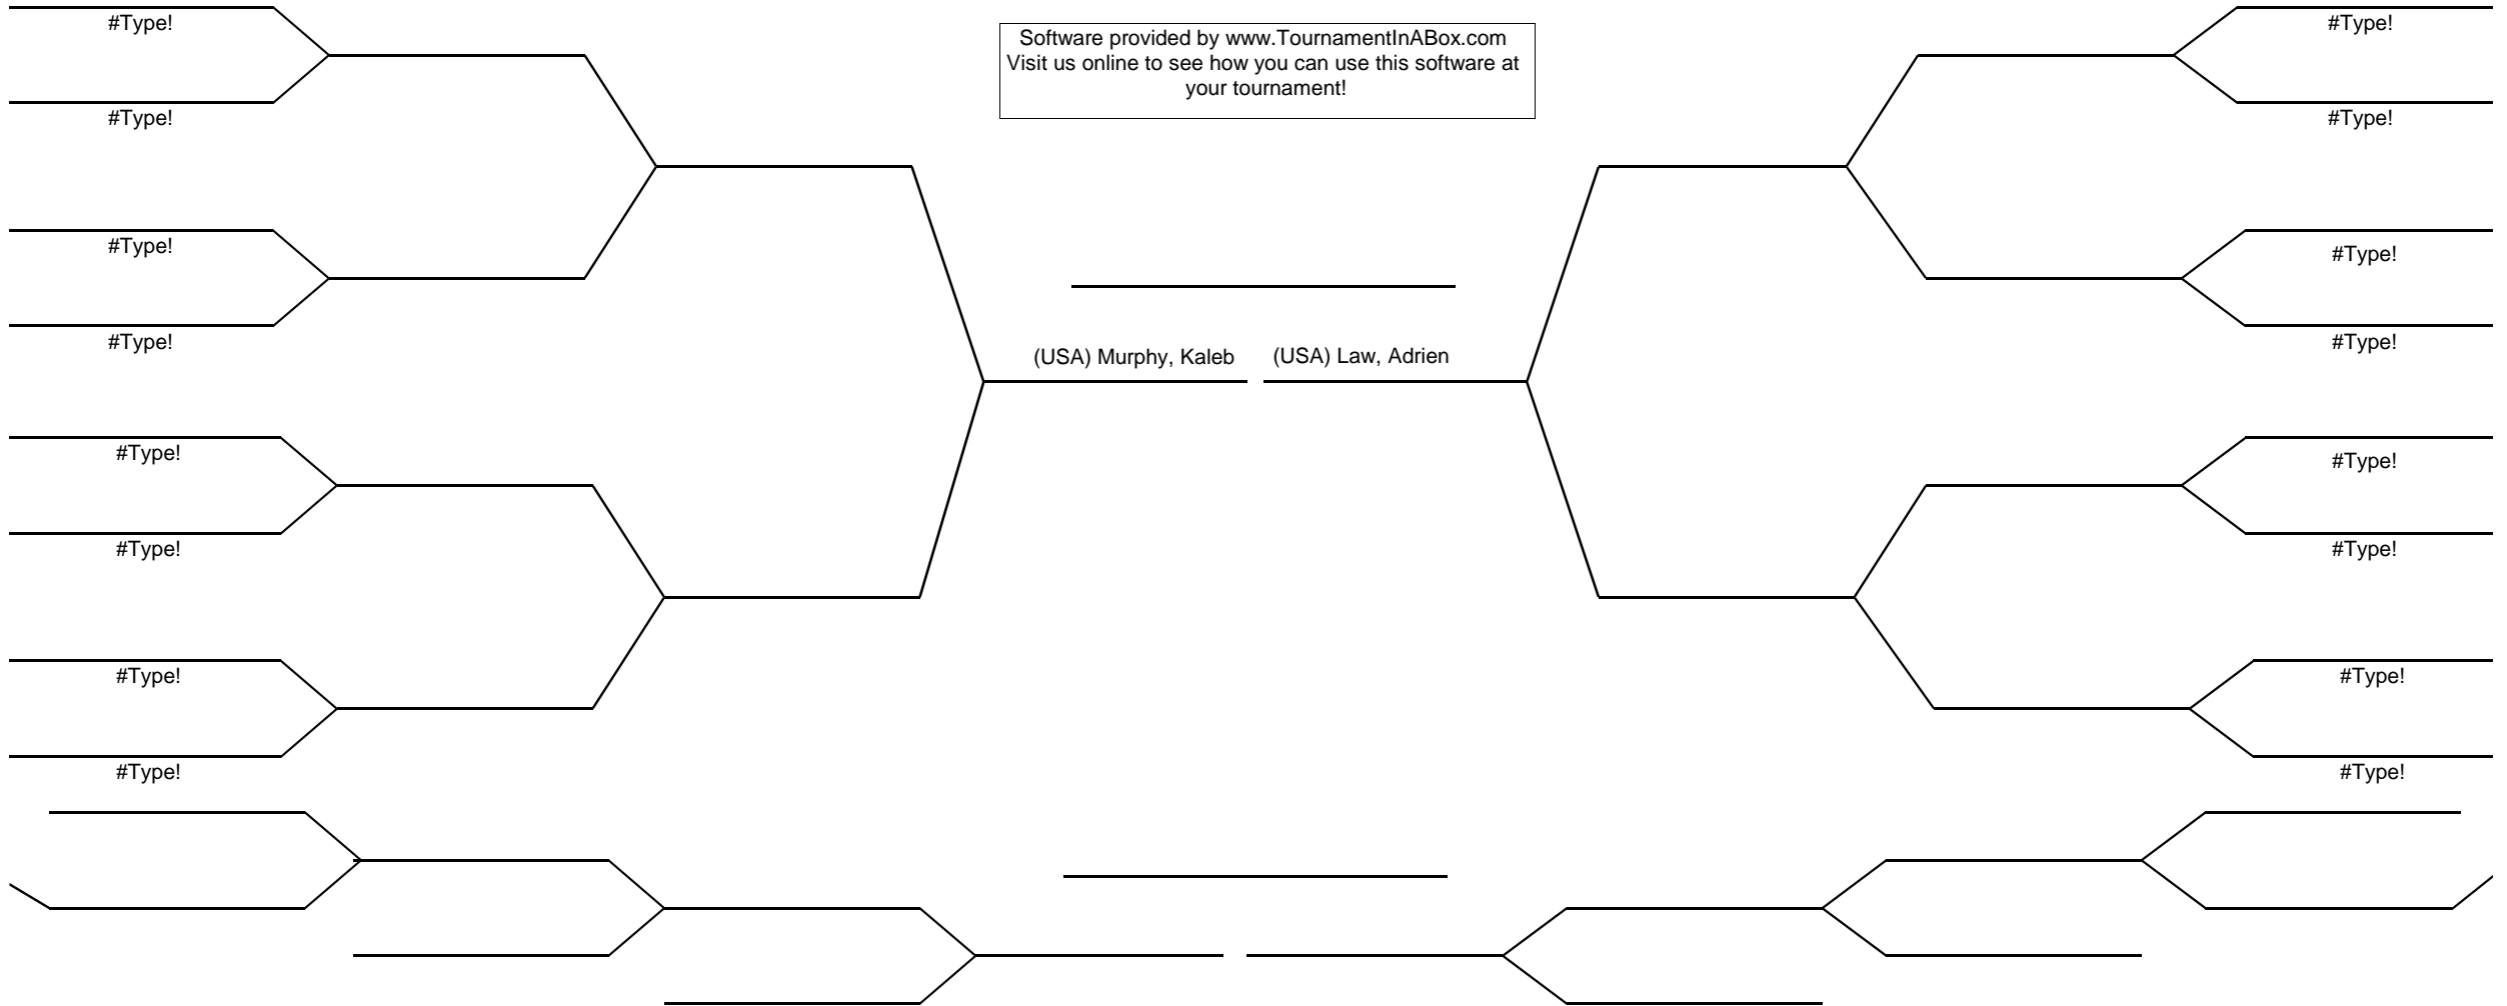 #Type!
Software provided by www.TournamentInABox.com
Visit us online to see how you can use this software at
your tournament!
#Type!
#Type!
#Type!
#Type!
#Type!
#Type!
#Type!
(USA) Murphy, Kaleb
(USA) Law, Adrien
#Type!
#Type!
#Type!
#Type!
#Type!
#Type!
#Type!
#Type!